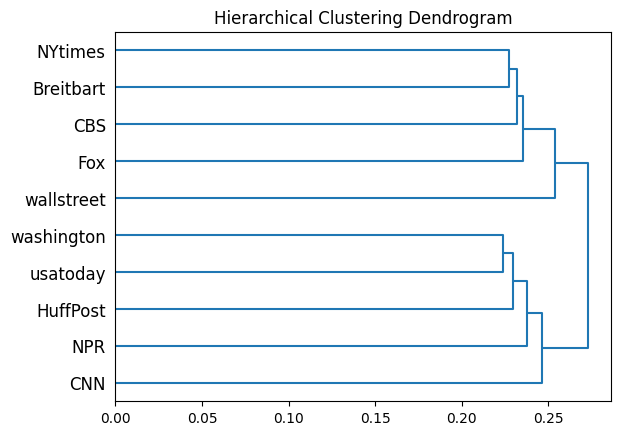 Hierarchical Clustering Dendrogram
NYtimes
Breitbart
CBS
Fox
wallstreet
washington
usatoday
HuffPost
NPR
CNN
0.00 0.05 0.10 0.15 0.20 0.25